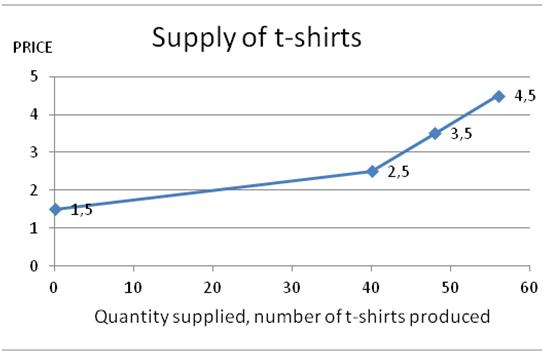 Supply of t-shirts
PRICE
5
4
3
2
1
0
4,5
3,5
2,5
1,5
0 10 20 30 40 50 60
Quantity supplied, number of t-shirts produced